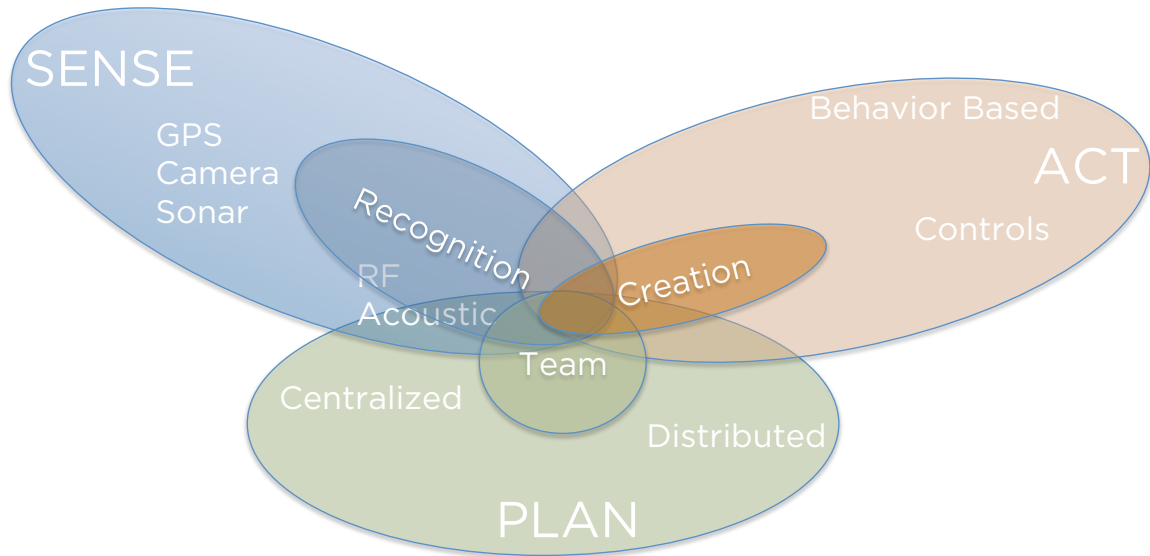 SENSE
GPS
Camera
Sonar
Recognition
RF
Acoustic
Behavior Based
ACT
Controls
Creation
Team
Centralized
Distributed
PLAN